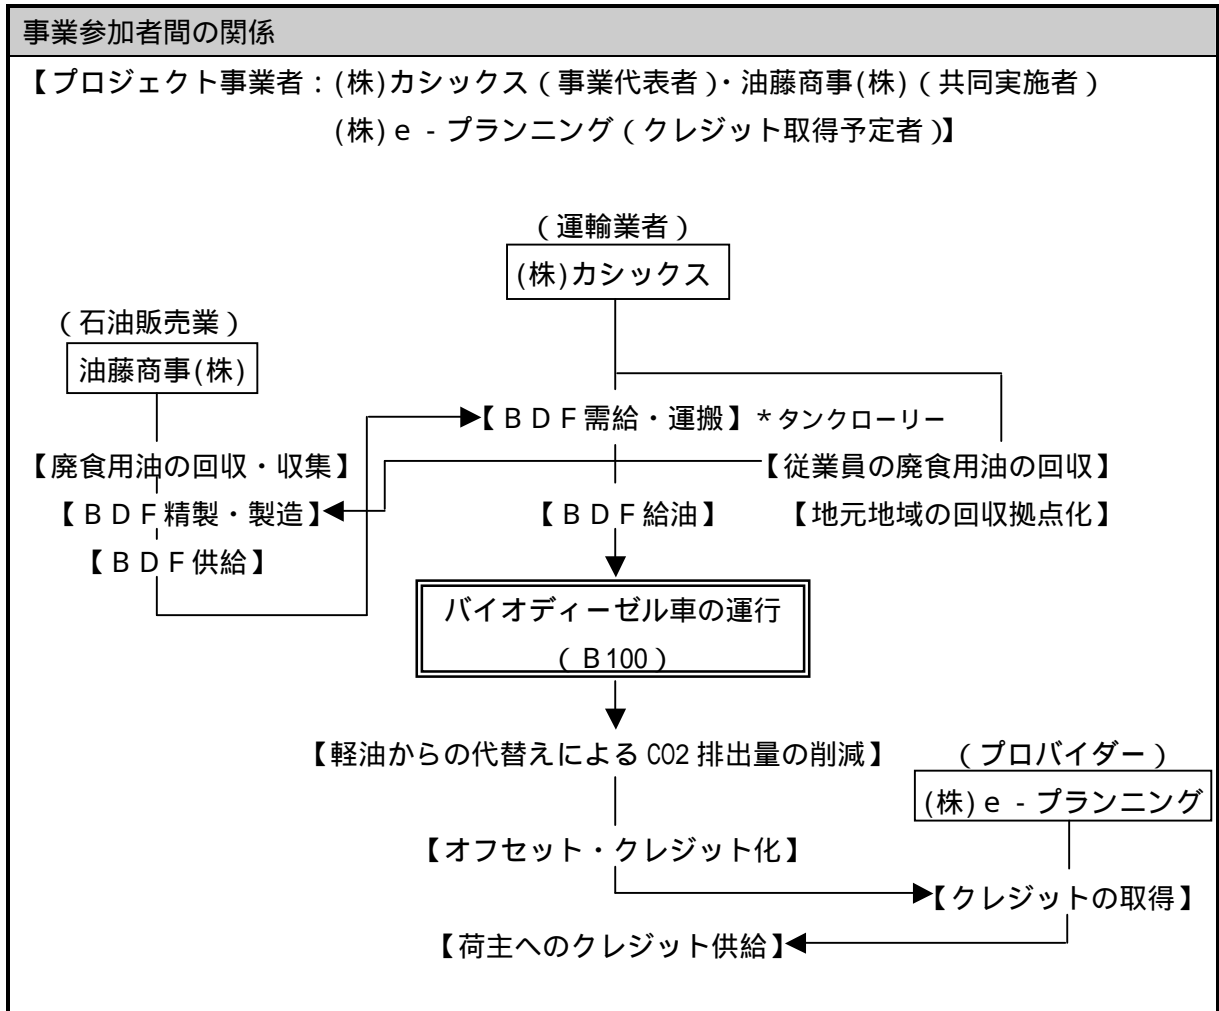 事業参加者間の関係
【プロジェクト事業者：(株)カシックス（事業代表者）・油藤商事(株)（共同実施者）
(株)ｅ‐プランニング（クレジット取得予定者）】
（運輸業者）
(株)カシックス
（石油販売業）
油藤商事(株)
【ＢＤＦ需給・運搬】＊タンクローリー
【廃食用油の回収・収集】
【従業員の廃食用油の回収】
【ＢＤＦ精製・製造】
【ＢＤＦ給油】
【地元地域の回収拠点化】
【ＢＤＦ供給】
バイオディーゼル車の運行
（Ｂ100）
【軽油からの代替えによる CO2 排出量の削減】
（プロバイダー）
(株)ｅ‐プランニング
【オフセット・クレジット化】
【クレジットの取得】
【荷主へのクレジット供給】